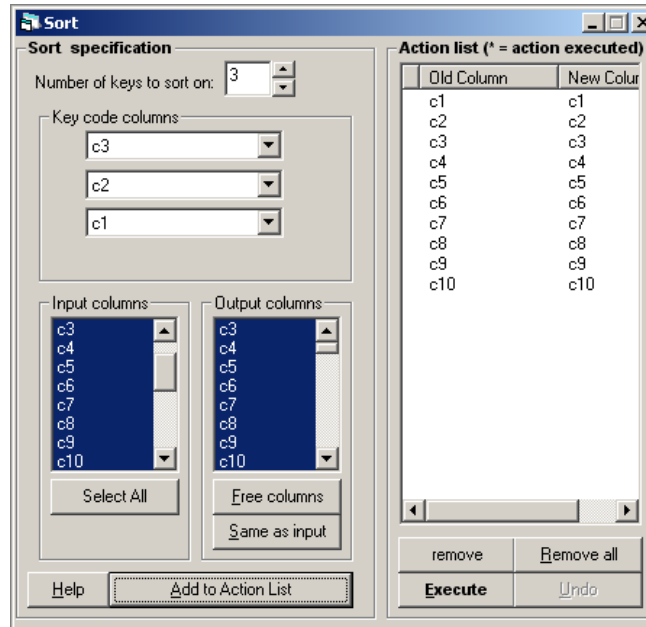 Sort
Sort specification
Number of keys to sort on: 3
Key code columns
c3
c2
c1
Input columns
c3
c4
c5
c6
c7
c8
c9
c10
Select All
Output columns
c3
c4
c5
c6
c7
c8
c9
c10
Free columns
Same as input
Help
Add to Action List
Action list (* = action executed)
Old Column New Colur
c1 c1
c2 c2
c3 c3
c4 c4
c5 c5
c6 c6
c7 c7
c8 c8
c9 c9
c10 c10
remove Remove all
Execute Undo